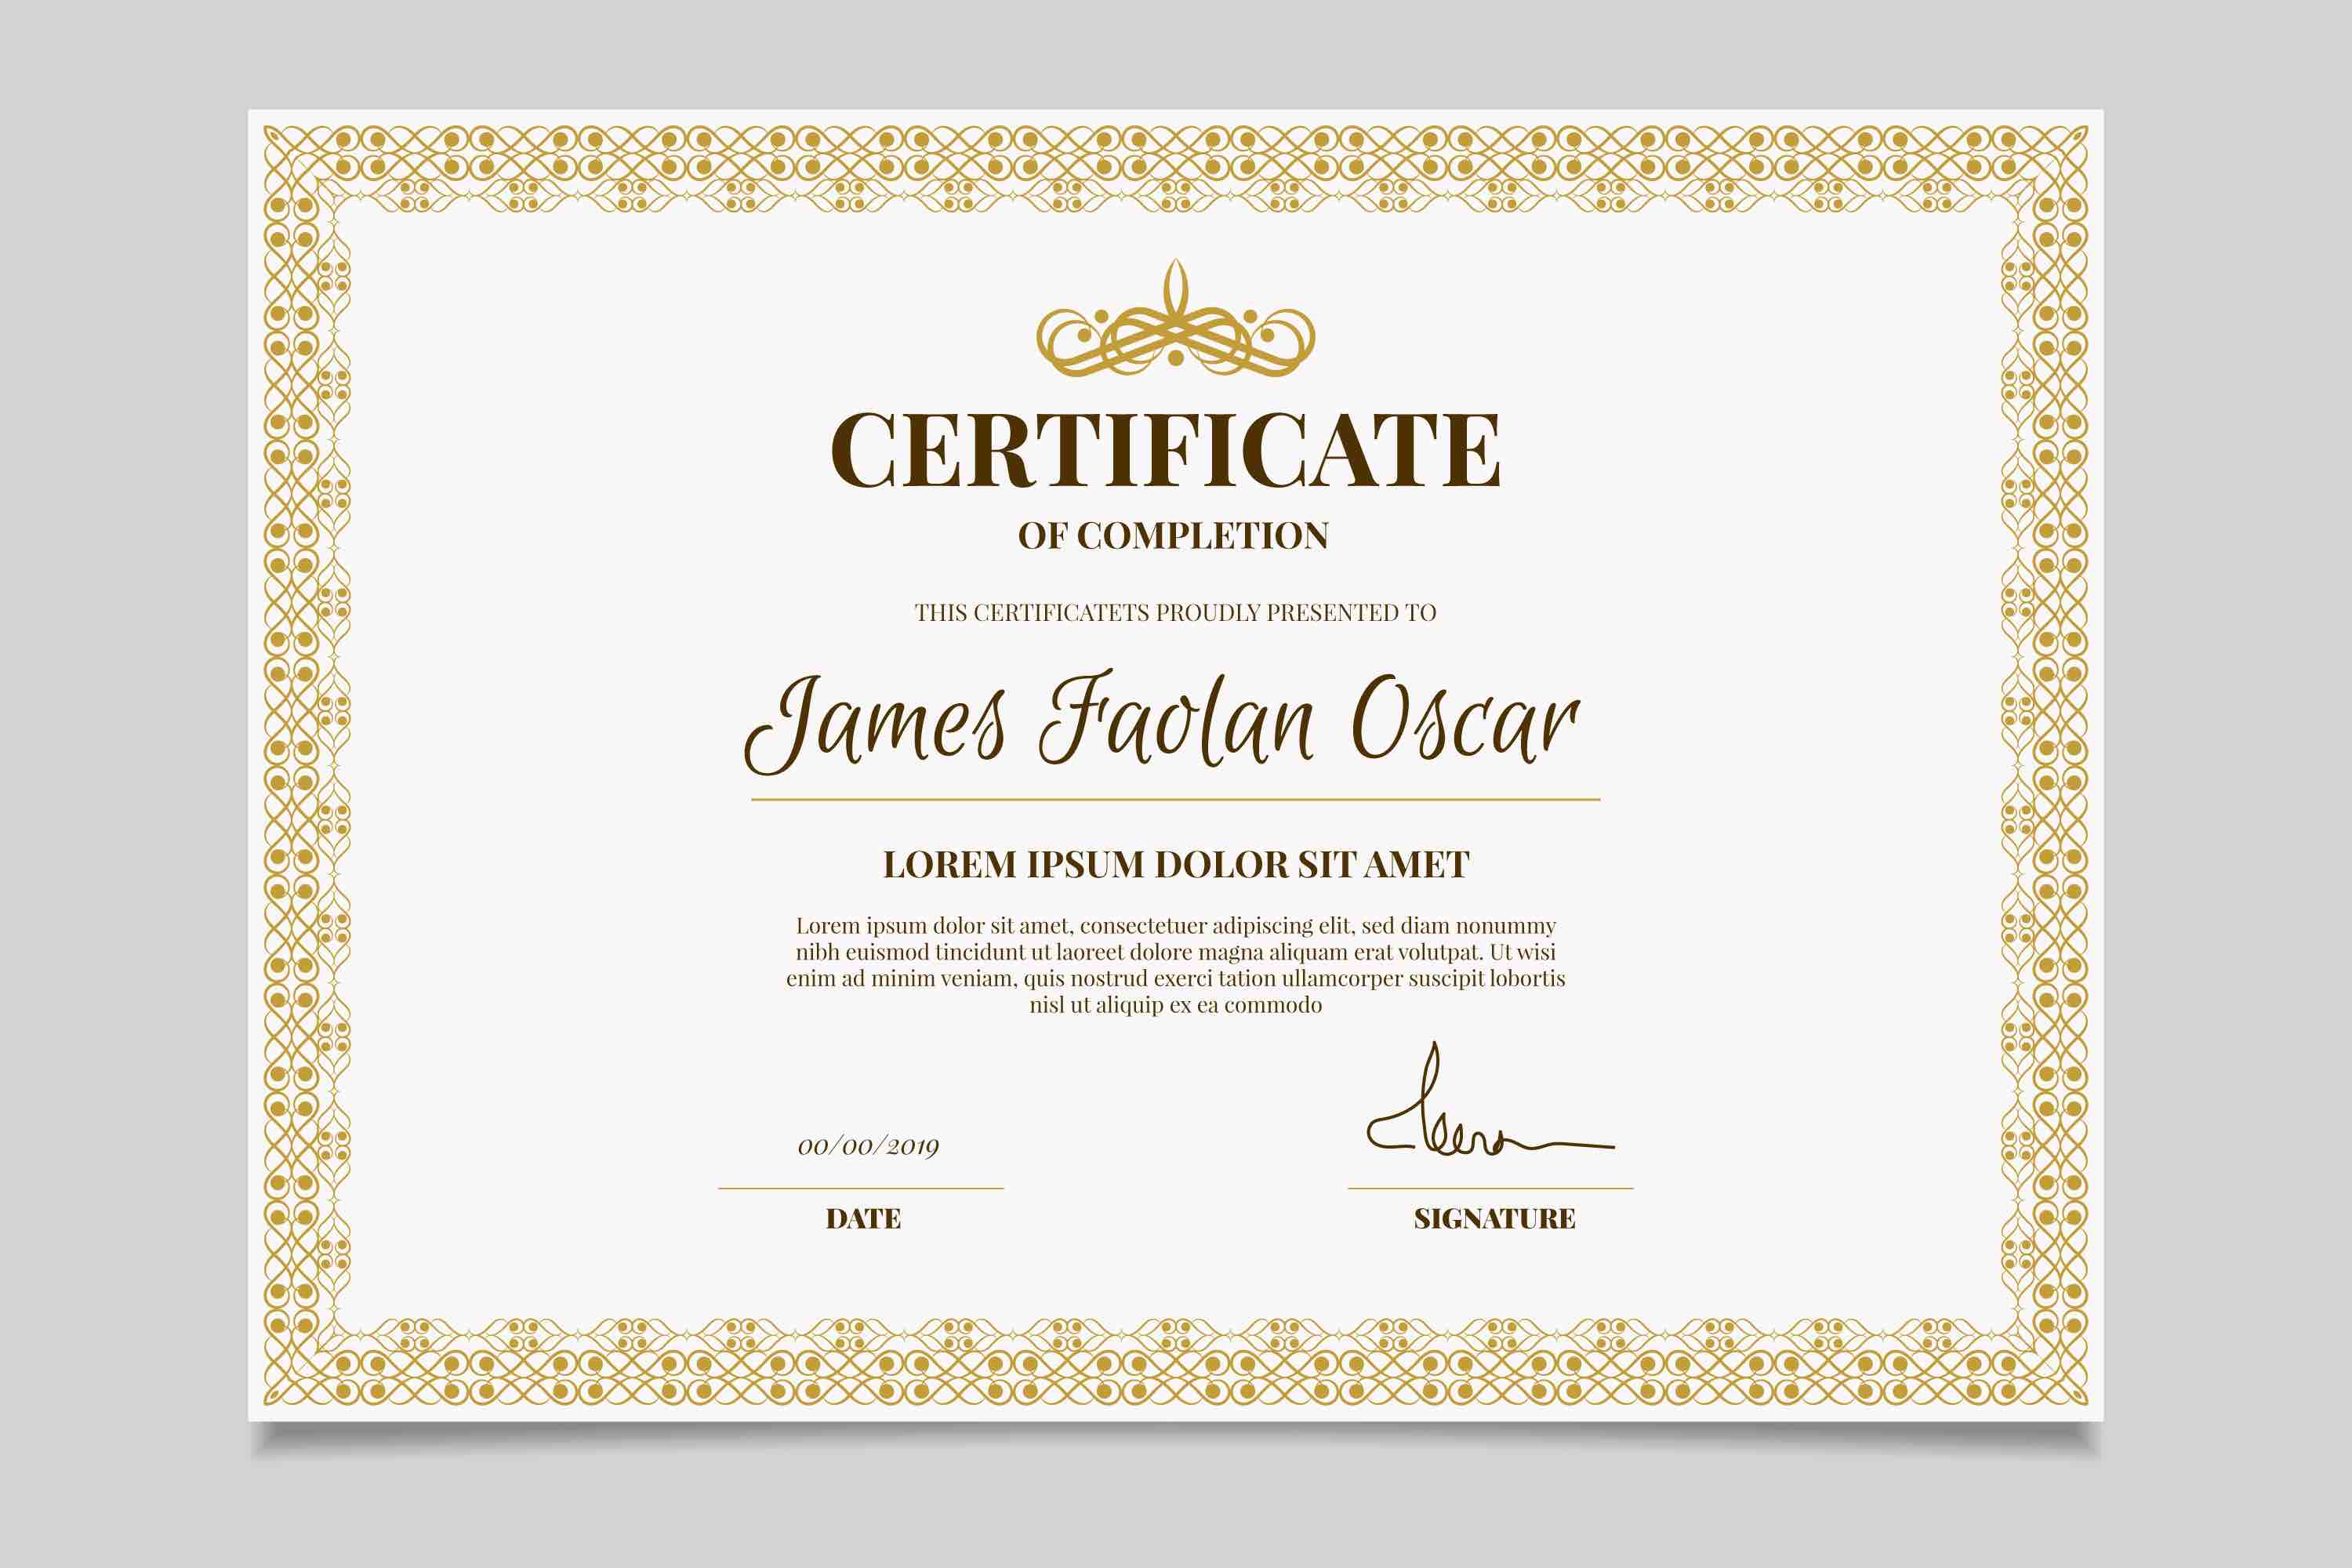 CERTIFICATE
OF COMPLETION
THIS CERTIFICATETS PROUDLY PRESENTED TO
James Faolan Oscar
LOREM IPSUM DOLOR SIT AMET
Lorem ipsum dolor sit amet, consectetuer adipiscing elit, sed diam nonummy
nibh euismod tincidunt ut laoreet dolore magna aliquam erat volutpat. Ut wisi
enim ad minim veniam, quis nostrud exerci tation ullamcorper suscipit lobortis
nisl ut aliquip ex ea commodo
00/00/2019
DATE
SIGNATURE